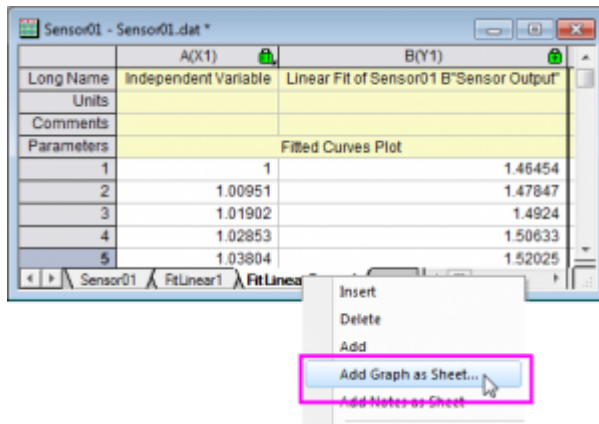 Sensor01 - Sensor01.dat *
A(X1) B(Y1)
Long Name Independent Variable Linear Fit of Sensor01 B"Sensor Output"
Units
Comments
Parameters Fitted Curves Plot
1 1 1.46454
2 1.00951 1.47847
3 1.01902 1.4924
4 1.02853 1.50633
5 1.03804 1.52025
Sensor01 FitLinear1 FitLinea
Insert
Delete
Add
Add Graph as Sheet...
Add Notes as Sheet